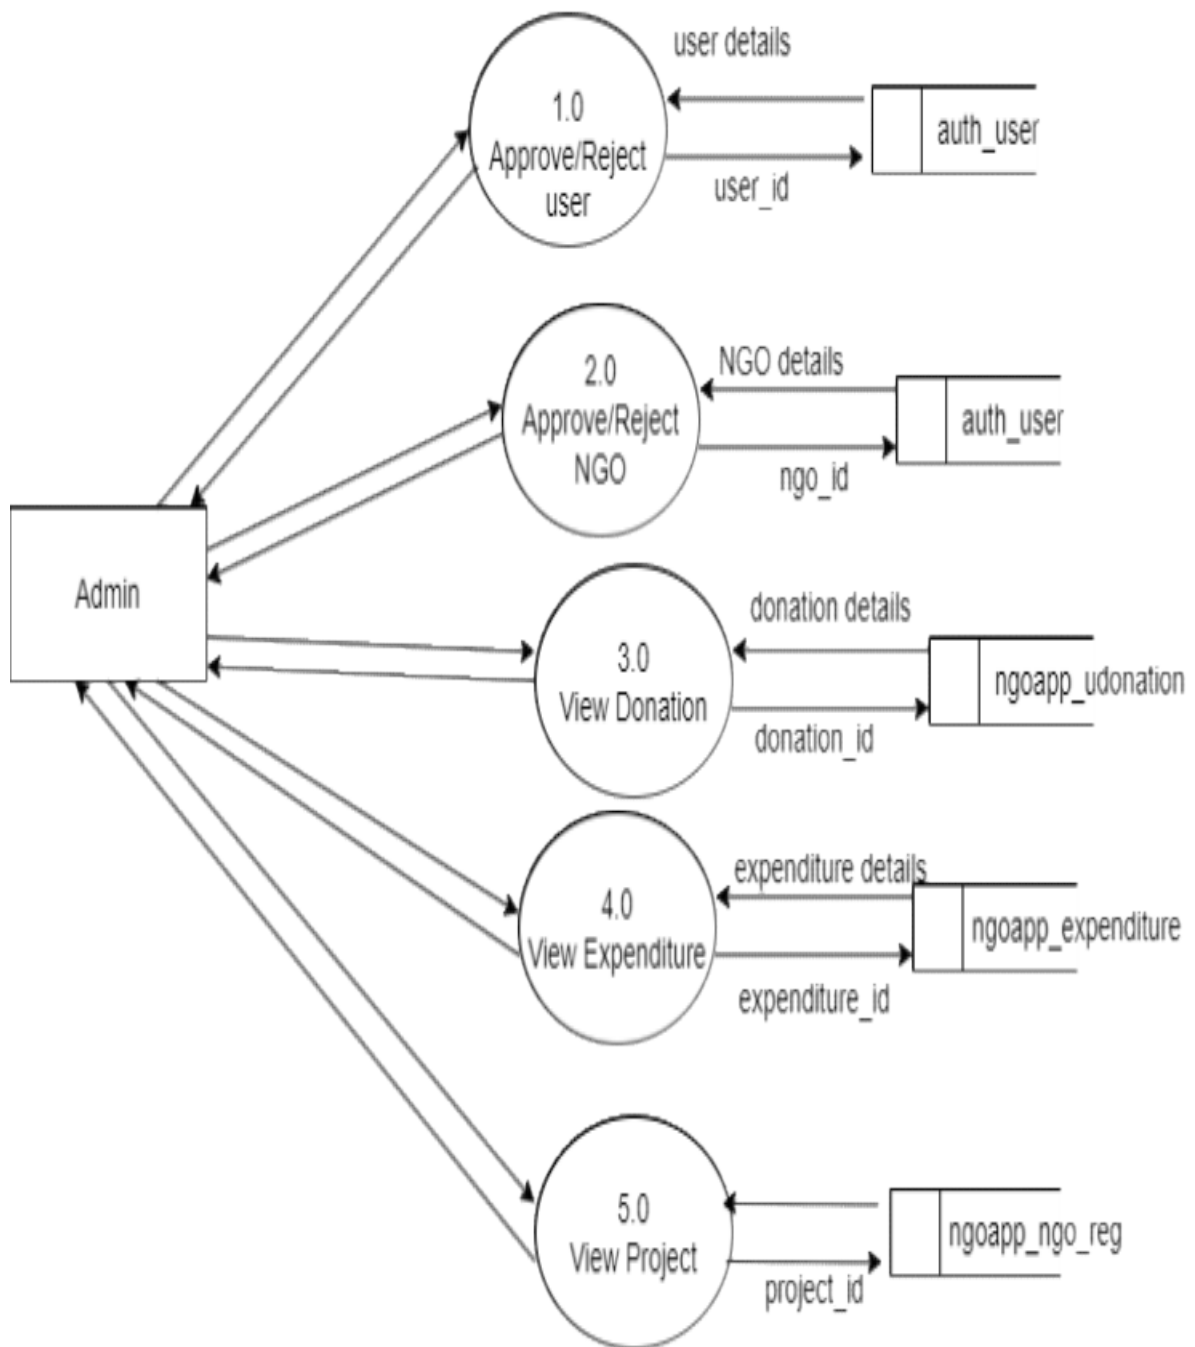 user details
1.0
Approve/Reject
user
auth_user
user_id
NGO details
2.0
Approve/Reject
NGO
auth_user
ngo_id
Admin
donation details
3.0
View Donation
ngoapp_udonation
donation_id
expenditure details
4.0
View Expenditure
ngoapp_expenditure
expenditure_id
5.0
View Project
ngoapp_ngo_reg
project_id